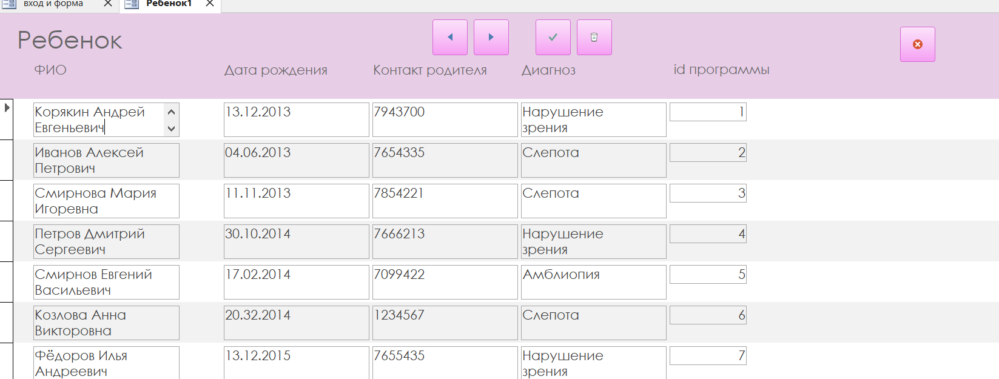 вход и форма
Ребенок1
Ребенок
ФИО Дата рождения Контакт родителя Диагноз id программы
Корякин Андрей 13.12.2013 7943700 Нарушение 1
Евгеньевич зрения
Иванов Алексей 04.06.2013 7654335 Слепота 2
Петрович
Смирнова Мария 11.11.2013 7854221 Слепота 3
Игоревна
Петров Дмитрий 30.10.2014 7666213 Нарушение 4
Сергеевич зрения
Смирнов Евгений 17.02.2014 7099422 Амблиопия 5
Васильевич
Козлова Анна 20.32.2014 1234567 Слепота 6
Викторовна
Фёдоров Илья 13.12.2015 7655435 Нарушение 7
Андреевич зрения